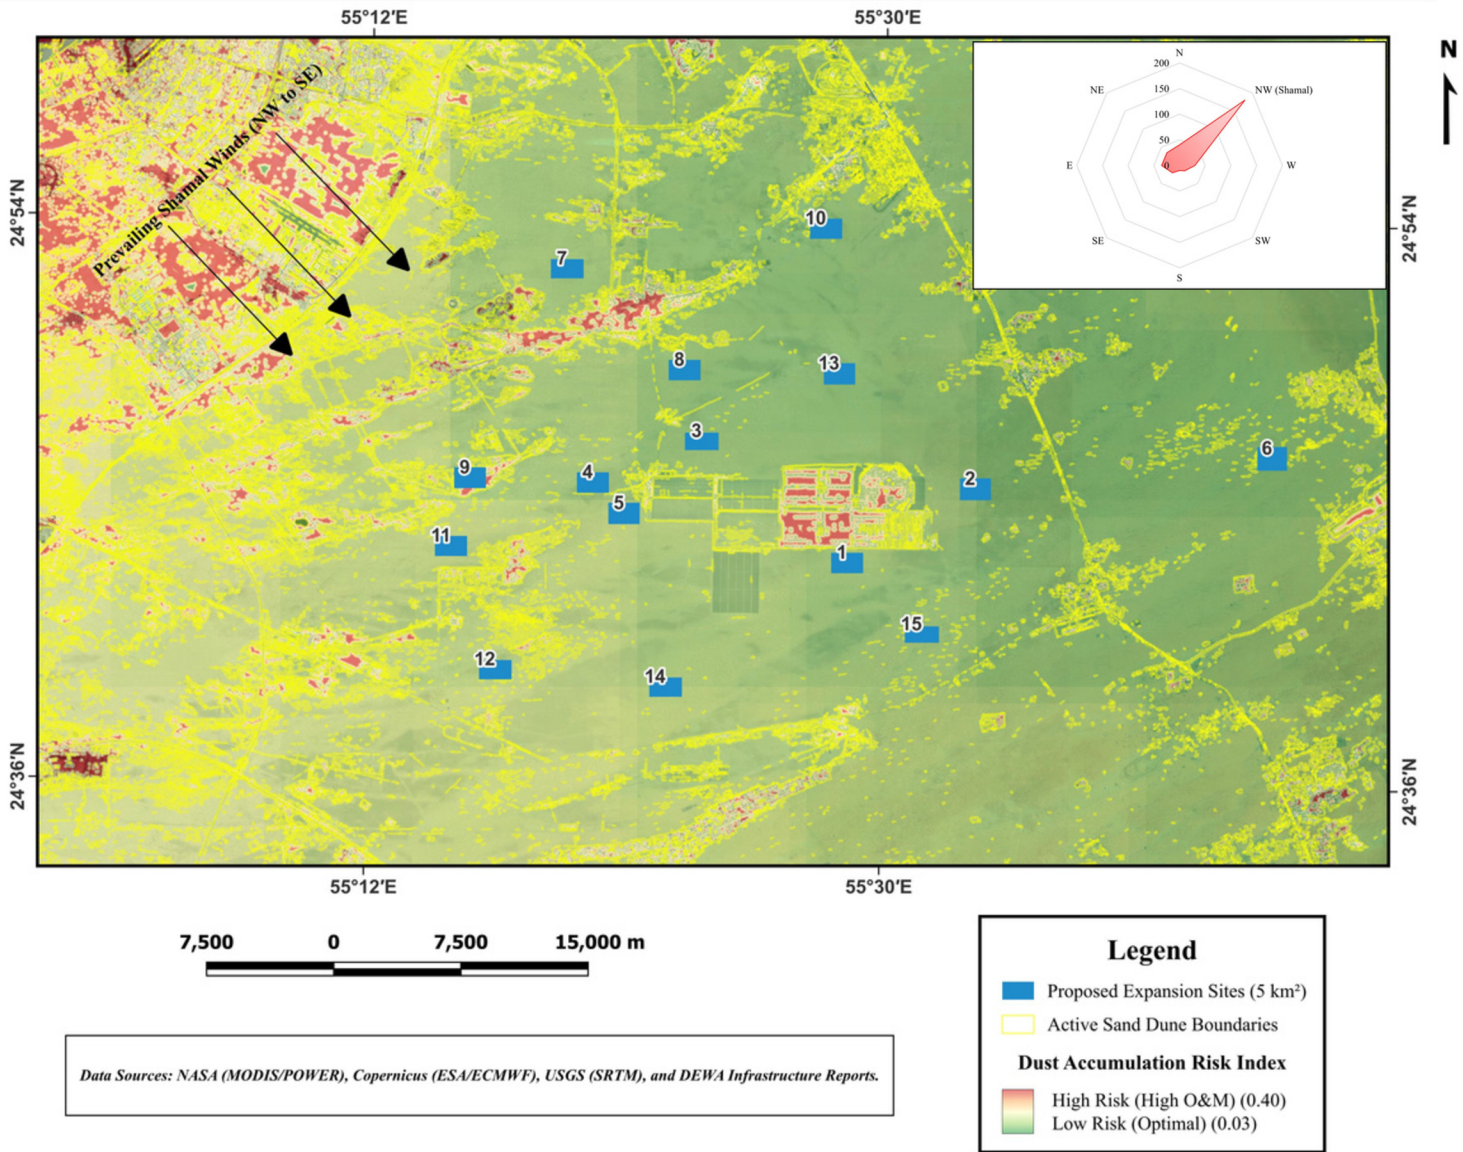 55°12′E 55°30′E
N
N
200
150
100
50
0
NW (Shamal)
W
SW
S
SE
E
NE
Prevailing Shamal Winds (NW to SE)
24°54′N
24°54′N
10
7
8
13
3
6
9
4
2
5
11
1
15
12
14
24°36′N
24°36′N
55°12′E 55°30′E
7,500 0 7,500 15,000 m
Legend
Proposed Expansion Sites (5 km²)
Active Sand Dune Boundaries
Dust Accumulation Risk Index
High Risk (High O&M) (0.40)
Low Risk (Optimal) (0.03)
Data Sources: NASA (MODIS/POWER), Copernicus (ESA/ECMWF), USGS (SRTM), and DEWA Infrastructure Reports.